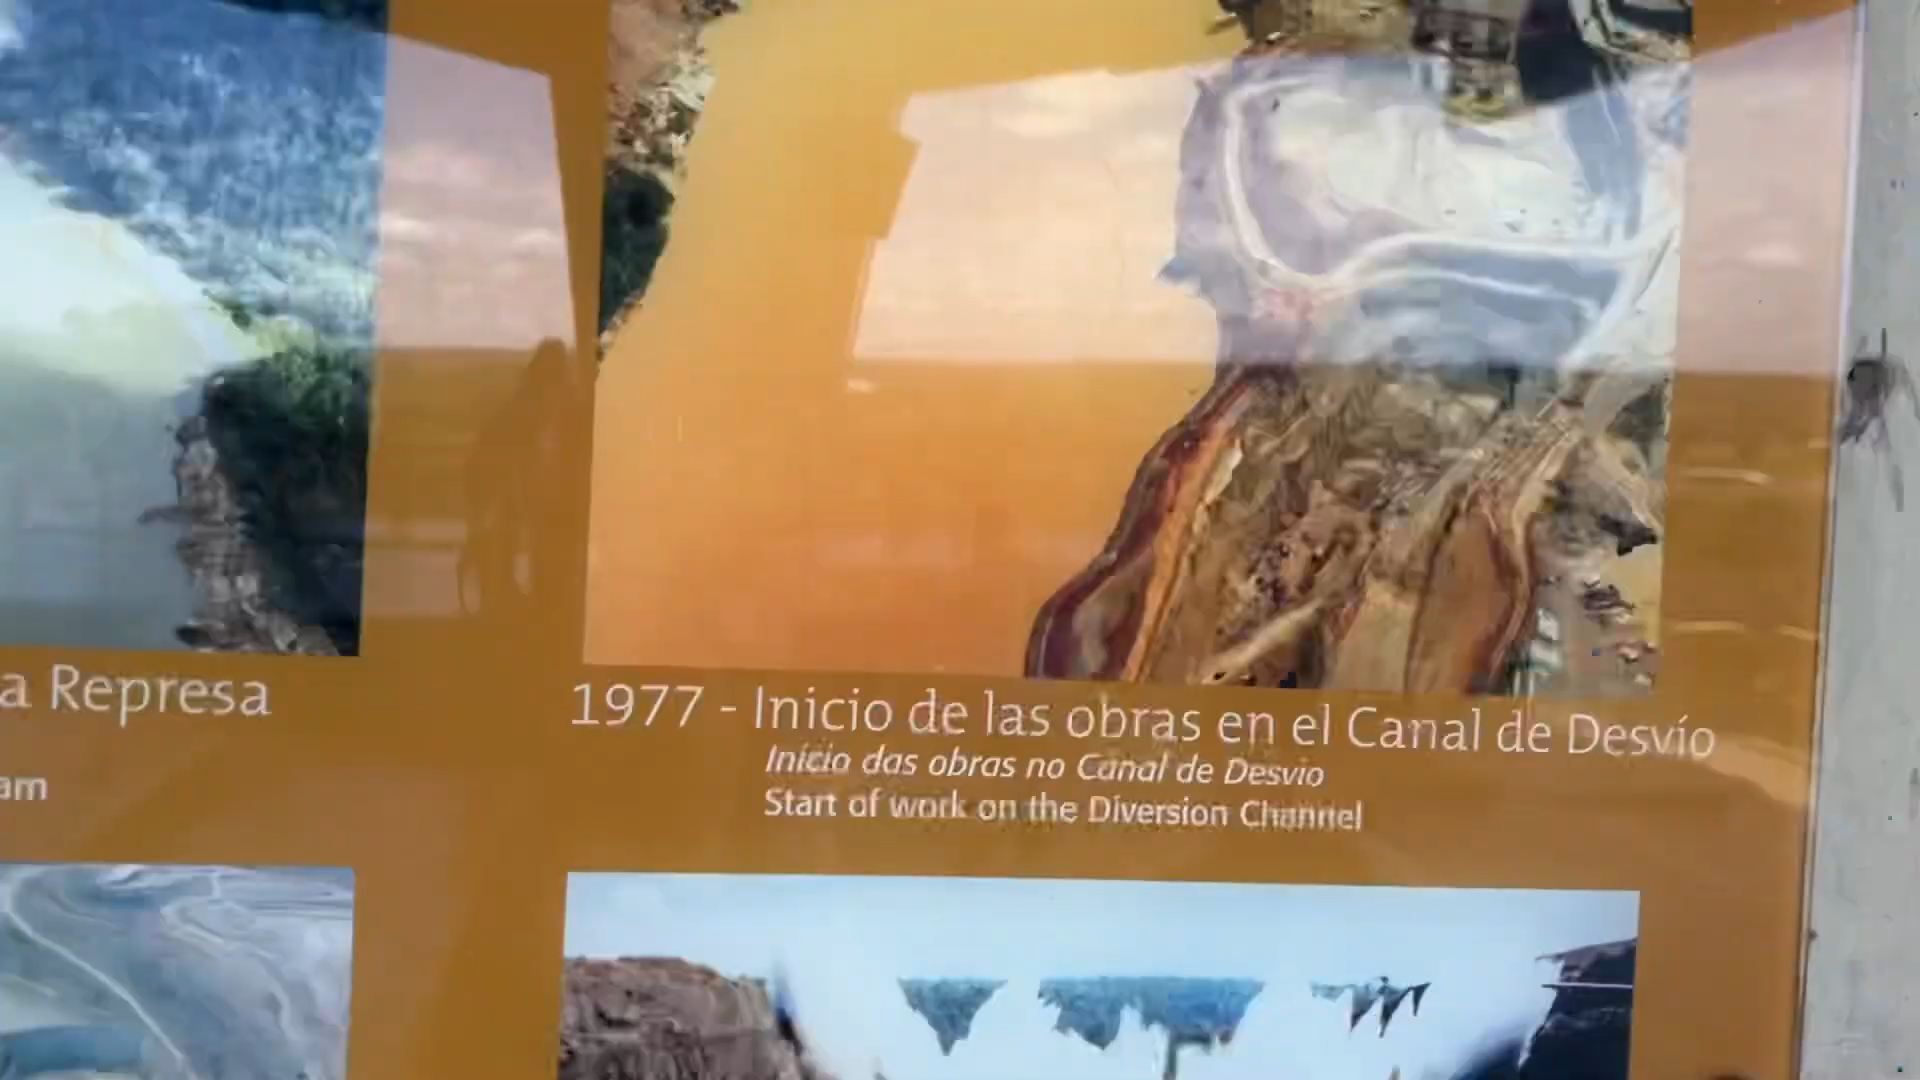 a Represa
am
1977 - Inicio de las obras en el Canal de Desvío
Início das obras no Canal de Desvio
Start of work on the Diversion Channel